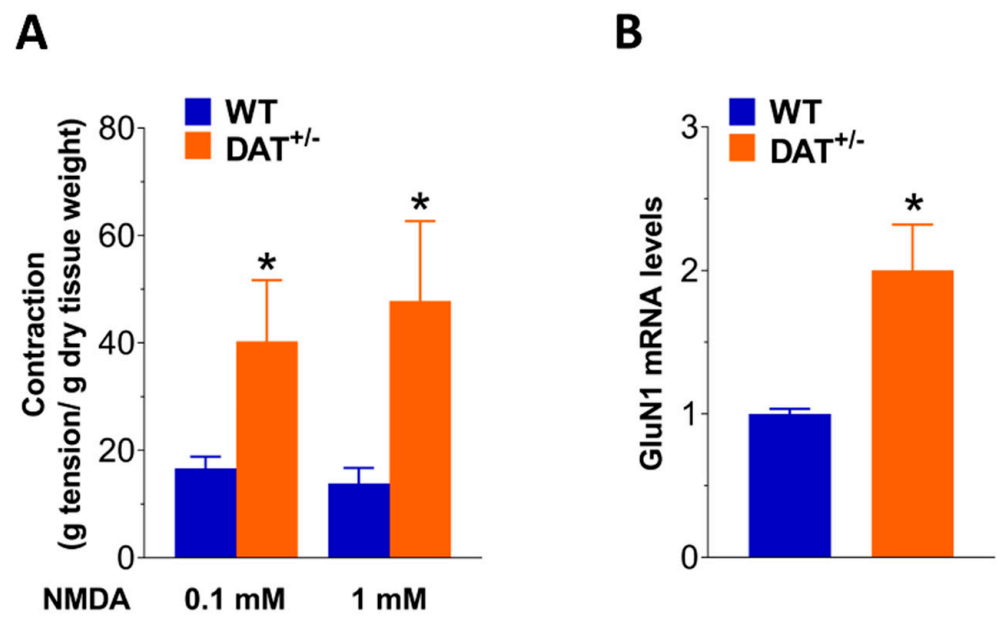 A
WT
DAT+/-
Contraction
(g tension/ g dry tissue weight)
80
60
40
20
0
*
*
NMDA 0.1 mM 1 mM
B
WT
DAT+/-
GluN1 mRNA levels
3
2
1
0
*